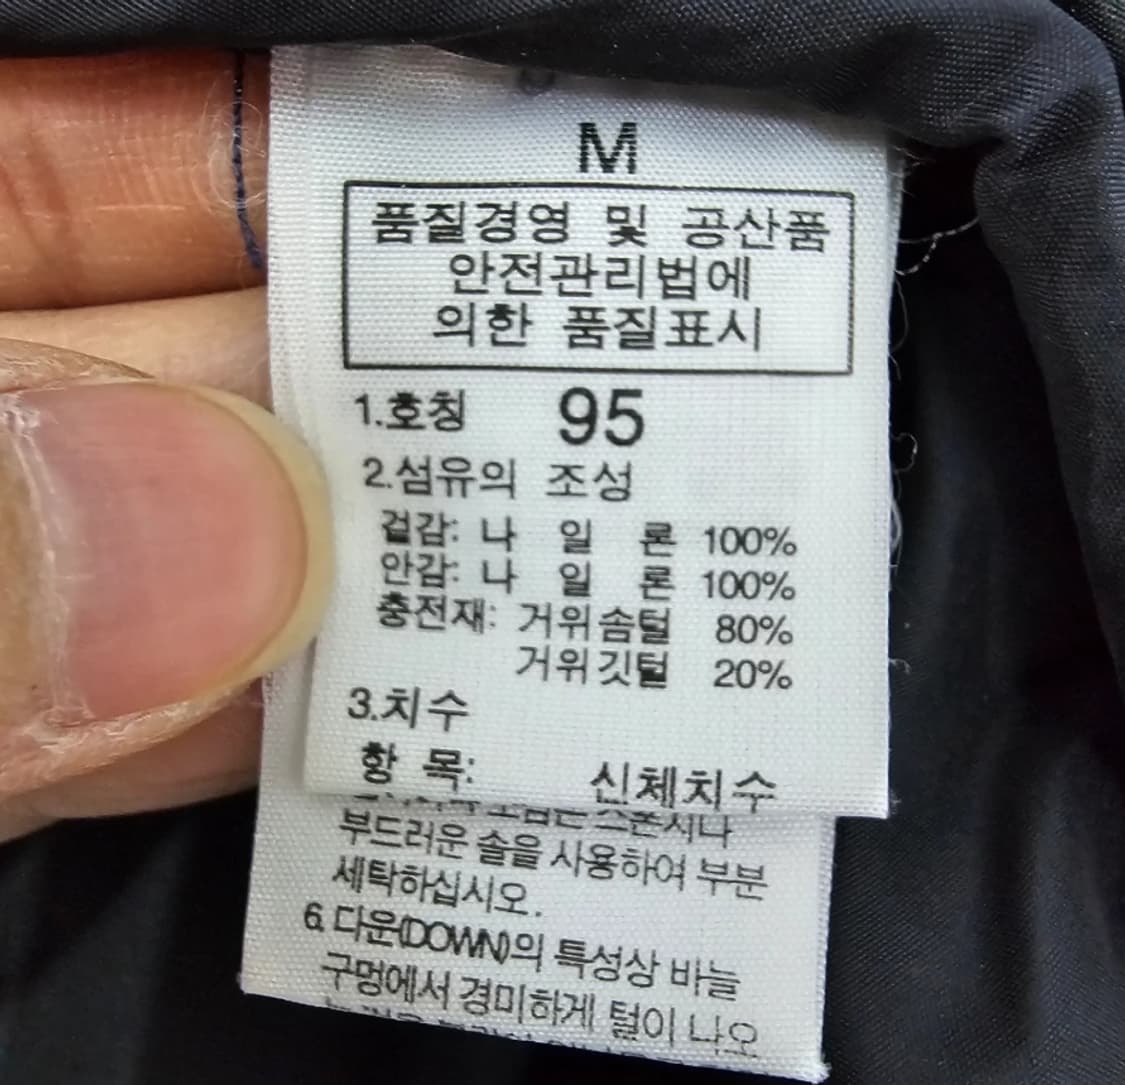 M
품질경영 및 공산품
안전관리법에
의한 품질표시
1.호칭 95
2.섬유의 조성
겉감: 나 일 론 100%
안감: 나 일 론 100%
충전재: 거위솜털 80%
거위깃털 20%
3.치수
항 목: 신체치수
부드러운 솔을 사용하여 부분
세탁하십시오.
6.다운(DOWN)의 특성상 바늘
구멍에서 경미하게 털이 나오